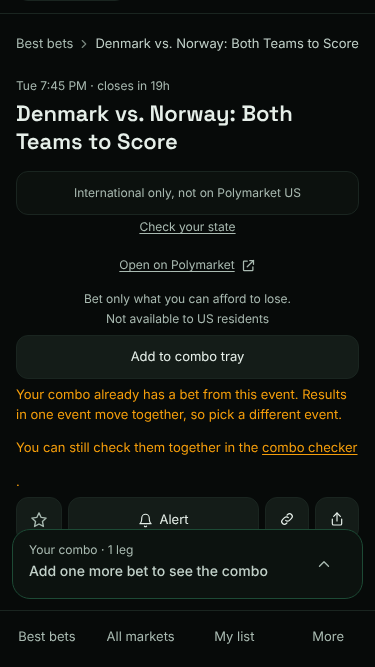 Best bets > Denmark vs. Norway: Both Teams to Score
Tue 7:45 PM · closes in 19h
Denmark vs. Norway: Both
Teams to Score
International only, not on Polymarket US
Check your state
Open on Polymarket
Bet only what you can afford to lose.
Not available to US residents
Add to combo tray
Your combo already has a bet from this event. Results
in one event move together, so pick a different event.
You can still check them together in the combo checker
.
Alert
Your combo · 1 leg
Add one more bet to see the combo
Best bets All markets My list More